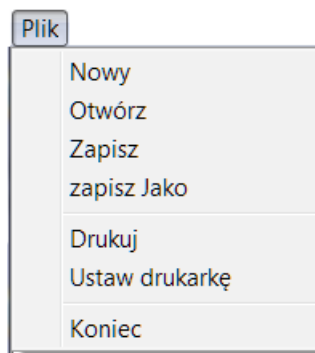 Plik
Nowy
Otwórz
Zapisz
zapisz Jako
Drukuj
Ustaw drukarkę
Koniec